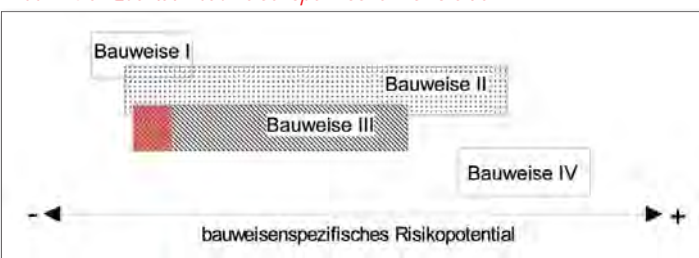 Bauweise I
Bauweise II
Bauweise III
Bauweise IV
- +
bauweisenspezifisches Risikopotential